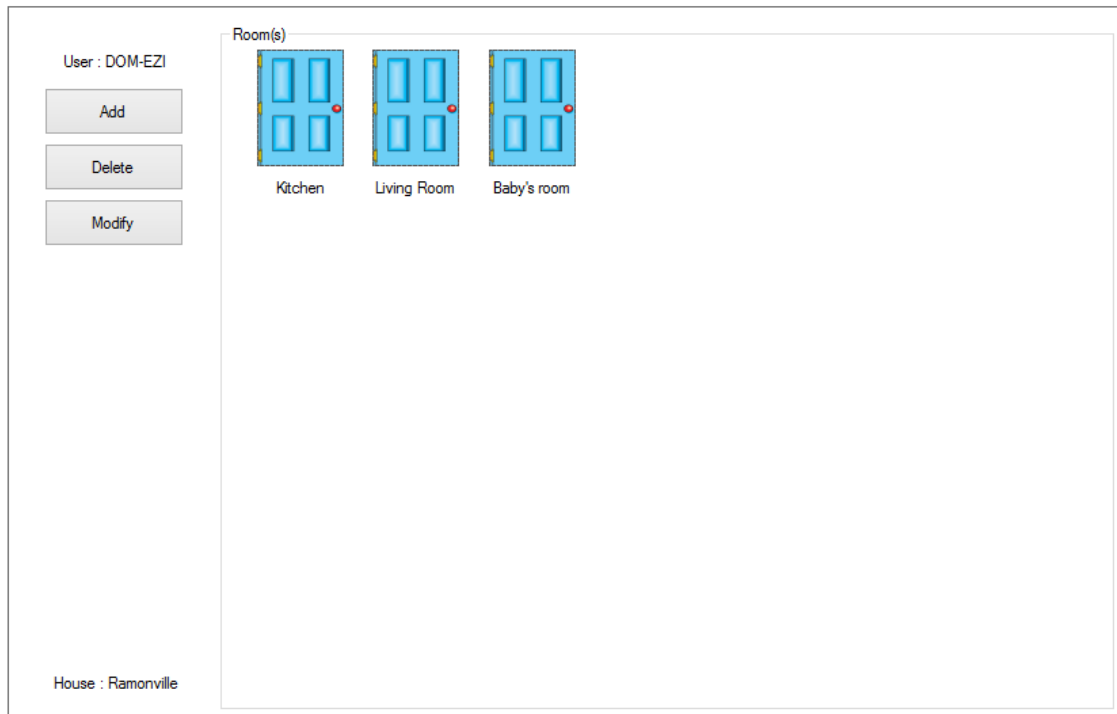 User : DOM-EZI
Add
Delete
Modify
House : Ramonville
Room(s)
Kitchen
Living Room
Baby's room